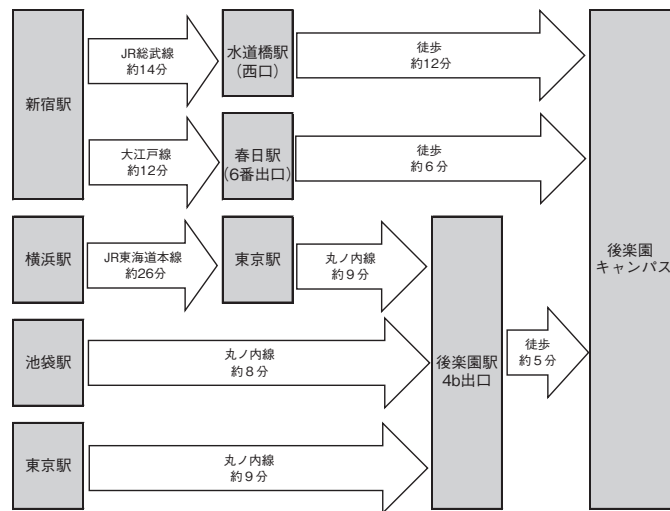 新宿駅
JR総武線
約14分
水道橋駅
(西口)
徒歩
約12分
大江戸線
約12分
春日駅
(6番出口)
徒歩
約6分
横浜駅
JR東海道本線
約26分
東京駅
丸ノ内線
約9分
池袋駅
丸ノ内線
約8分
東京駅
丸ノ内線
約9分
後楽園駅
4b出口
徒歩
約5分
後楽園
キャンパス